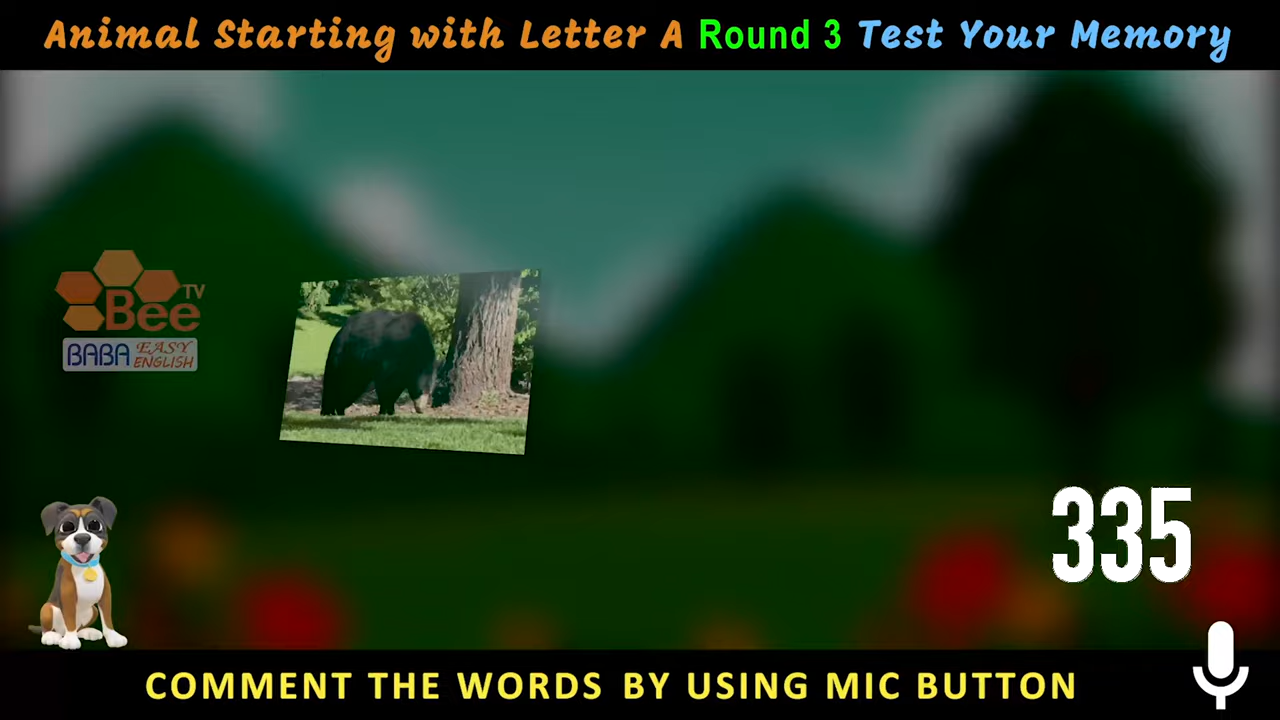 Animal Starting with Letter A Round 3 Test Your Memory
Bee TV
BABA EASY ENGLISH
335
COMMENT THE WORDS BY USING MIC BUTTON